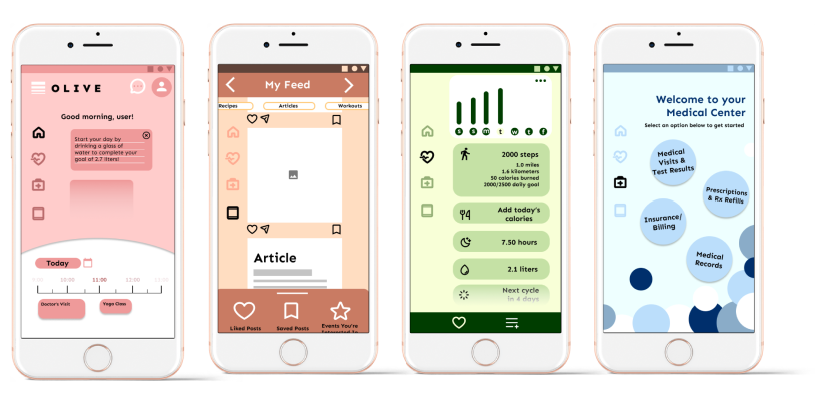 OLIVE
Good morning, user!
Start your day by
drinking a glass of
water to complete your
goal of 2.7 liters!
Today
10:00 11:00 12:00
Doctor's Visit
Yoga Class
My Feed
Recipes
Articles
Workouts
Article
Liked Posts
Saved Posts
Events You're
Interested In
s s m t w t f
2000 steps
1.0 miles
1.6 kilometers
50 calories burned
2000/2500 daily goal
Add today's
calories
7.50 hours
2.1 liters
Next cycle
in 4 days
Welcome to your
Medical Center
Select an option below to get started
Medical
Visits &
Test Results
Prescriptions
& Rx Refills
Insurance/
Billing
Medical
Records